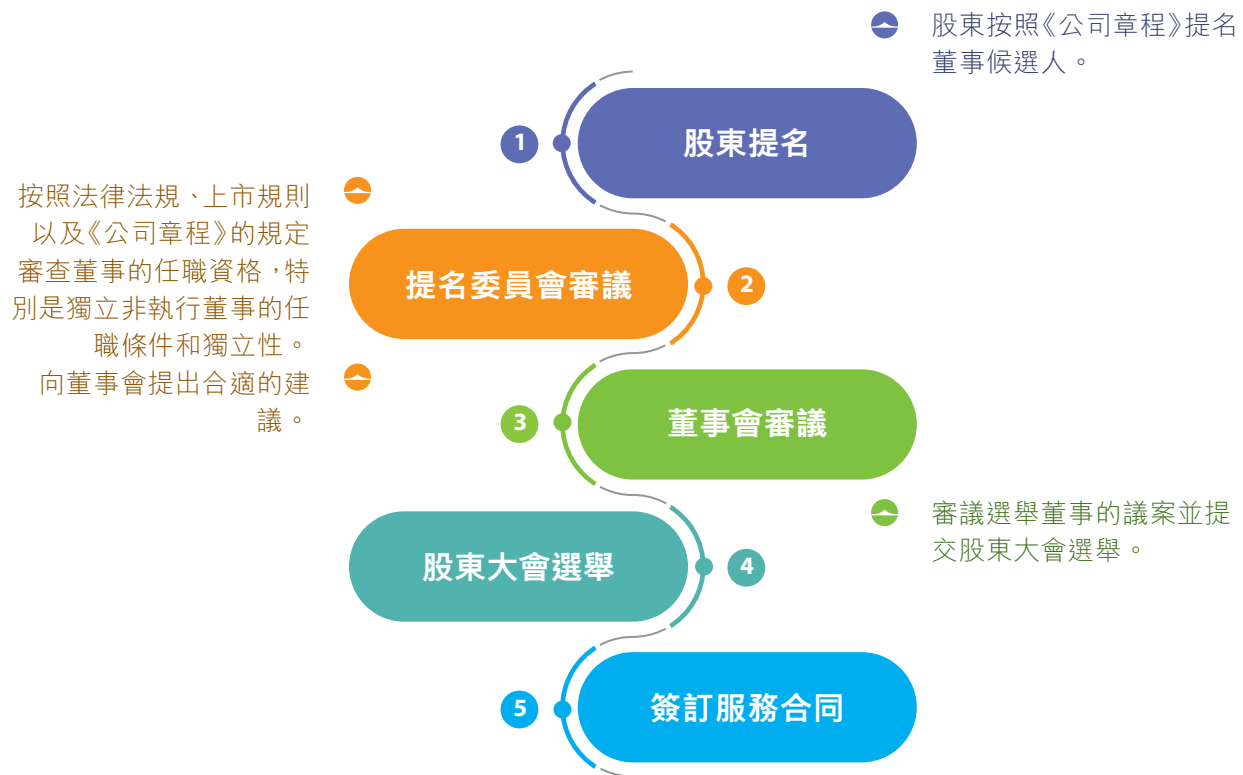 股東按照《公司章程》提名
董事候選人。
1
股東提名
按照法律法規、上市規則
以及《公司章程》的規定
審查董事的任職資格，特
別是獨立非執行董事的任
職條件和獨立性。
向董事會提出合適的建
議。
提名委員會審議
2
3
董事會審議
審議選舉董事的議案並提
交股東大會選舉。
股東大會選舉
4
5
簽訂服務合同